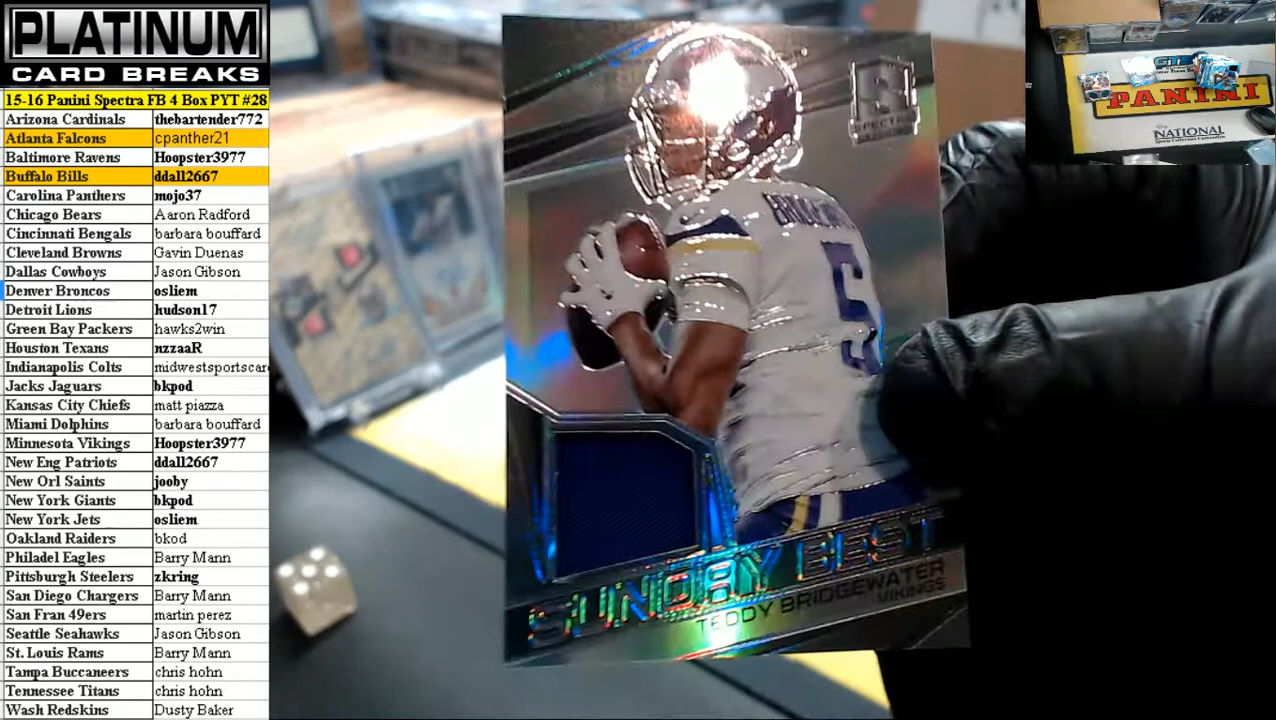 PLATINUM
CARD BREAKS
15-16 Panini Spectra FB 4 Box PYT #28
Arizona Cardinals thebartender772
Atlanta Falcons cpanther21
Baltimore Ravens Hoopster3977
Buffalo Bills ddall2667
Carolina Panthers mojo37
Chicago Bears Aaron Radford
Cincinnati Bengals barbara bouffard
Cleveland Browns Gavin Duenas
Dallas Cowboys Jason Gibson
Denver Broncos osliem
Detroit Lions hudson17
Green Bay Packers hawks2win
Houston Texans nzzaaR
Indianapolis Colts midwestsportscar
Jacks Jaguars bkpod
Kansas City Chiefs matt piazza
Miami Dolphins barbara bouffard
Minnesota Vikings Hoopster3977
New Eng Patriots ddall2667
New Orl Saints jooby
New York Giants bkpod
New York Jets osliem
Oakland Raiders bkod
Philadel Eagles Barry Mann
Pittsburgh Steelers zkring
San Diego Chargers Barry Mann
San Fran 49ers martin perez
Seattle Seahawks Jason Gibson
St. Louis Rams Barry Mann
Tampa Buccaneers chris hohn
Tennessee Titans chris hohn
Wash Redskins Dusty Baker
S
SPECTRA
5
SUNDAY BEST
TEDDY BRIDGEWATER
VIKINGS
PANINI
THE NATIONAL